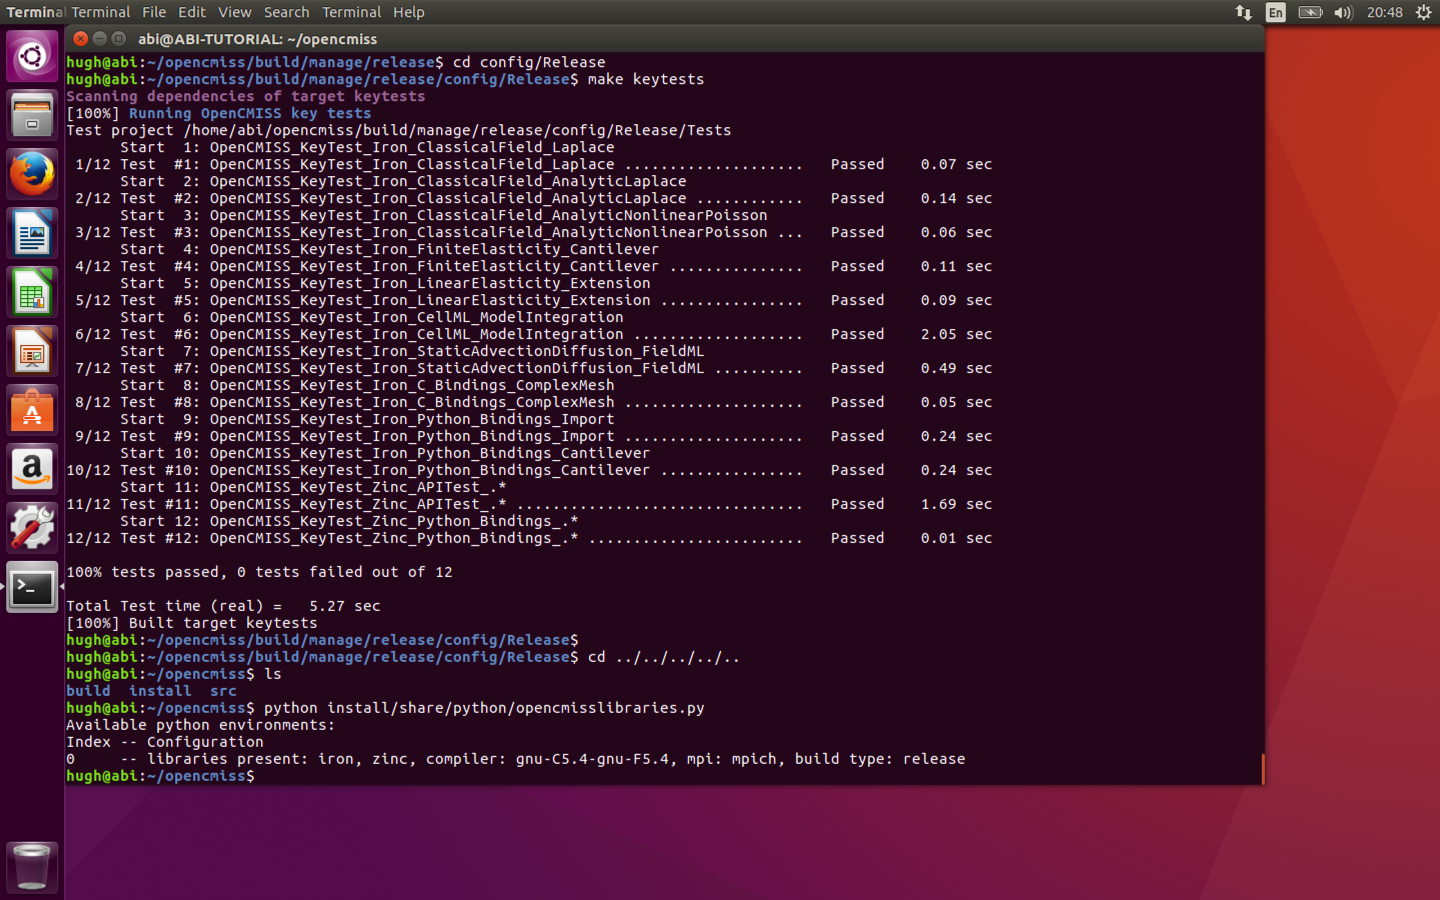 Terminal Terminal File Edit View Search Terminal Help En 20:48
abi@ABI-TUTORIAL: ~/opencmiss
hugh@abi:~/opencmiss/build/manage/release$ cd config/Release
hugh@abi:~/opencmiss/build/manage/release/config/Release$ make keytests
Scanning dependencies of target keytests
[100%] Running OpenCMISS key tests
Test project /home/abi/opencmiss/build/manage/release/config/Release/Tests
      Start  1: OpenCMISS_KeyTest_Iron_ClassicalField_Laplace
 1/12 Test  #1: OpenCMISS_KeyTest_Iron_ClassicalField_Laplace ....................   Passed    0.07 sec
      Start  2: OpenCMISS_KeyTest_Iron_ClassicalField_AnalyticLaplace
 2/12 Test  #2: OpenCMISS_KeyTest_Iron_ClassicalField_AnalyticLaplace ............   Passed    0.14 sec
      Start  3: OpenCMISS_KeyTest_Iron_ClassicalField_AnalyticNonlinearPoisson
 3/12 Test  #3: OpenCMISS_KeyTest_Iron_ClassicalField_AnalyticNonlinearPoisson ...   Passed    0.06 sec
      Start  4: OpenCMISS_KeyTest_Iron_FiniteElasticity_Cantilever
 4/12 Test  #4: OpenCMISS_KeyTest_Iron_FiniteElasticity_Cantilever ...............   Passed    0.11 sec
      Start  5: OpenCMISS_KeyTest_Iron_LinearElasticity_Extension
 5/12 Test  #5: OpenCMISS_KeyTest_Iron_LinearElasticity_Extension ................   Passed    0.09 sec
      Start  6: OpenCMISS_KeyTest_Iron_CellML_ModelIntegration
 6/12 Test  #6: OpenCMISS_KeyTest_Iron_CellML_ModelIntegration ...................   Passed    2.05 sec
      Start  7: OpenCMISS_KeyTest_Iron_StaticAdvectionDiffusion_FieldML
 7/12 Test  #7: OpenCMISS_KeyTest_Iron_StaticAdvectionDiffusion_FieldML ..........   Passed    0.49 sec
      Start  8: OpenCMISS_KeyTest_Iron_C_Bindings_ComplexMesh
 8/12 Test  #8: OpenCMISS_KeyTest_Iron_C_Bindings_ComplexMesh ....................   Passed    0.05 sec
      Start  9: OpenCMISS_KeyTest_Iron_Python_Bindings_Import
 9/12 Test  #9: OpenCMISS_KeyTest_Iron_Python_Bindings_Import ....................   Passed    0.24 sec
      Start 10: OpenCMISS_KeyTest_Iron_Python_Bindings_Cantilever
10/12 Test #10: OpenCMISS_KeyTest_Iron_Python_Bindings_Cantilever ................   Passed    0.24 sec
      Start 11: OpenCMISS_KeyTest_Zinc_APITest_.*
11/12 Test #11: OpenCMISS_KeyTest_Zinc_APITest_.* ................................   Passed    1.69 sec
      Start 12: OpenCMISS_KeyTest_Zinc_Python_Bindings_.*
12/12 Test #12: OpenCMISS_KeyTest_Zinc_Python_Bindings_.* ........................   Passed    0.01 sec
100% tests passed, 0 tests failed out of 12
Total Test time (real) =   5.27 sec
[100%] Built target keytests
hugh@abi:~/opencmiss/build/manage/release/config/Release$
hugh@abi:~/opencmiss/build/manage/release/config/Release$ cd ../../../../..
hugh@abi:~/opencmiss$ ls
build  install  src
hugh@abi:~/opencmiss$ python install/share/python/opencmisslibraries.py
Available python environments:
Index -- Configuration
0     -- libraries present: iron, zinc, compiler: gnu-C5.4-gnu-F5.4, mpi: mpich, build type: release
hugh@abi:~/opencmiss$